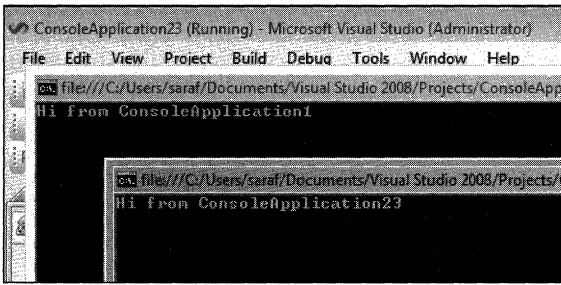 ConsoleApplication23 (Running) - Microsoft Visual Studio (Administrator)
File Edit View Project Build Debug Tools Window Help
file:///C:/Users/saraf/Documents/Visual Studio 2008/Projects/ConsoleApp
Hi from ConsoleApplication1
file:///C:/Users/saraf/Documents/Visual Studio 2008/Projects/
Hi from ConsoleApplication23